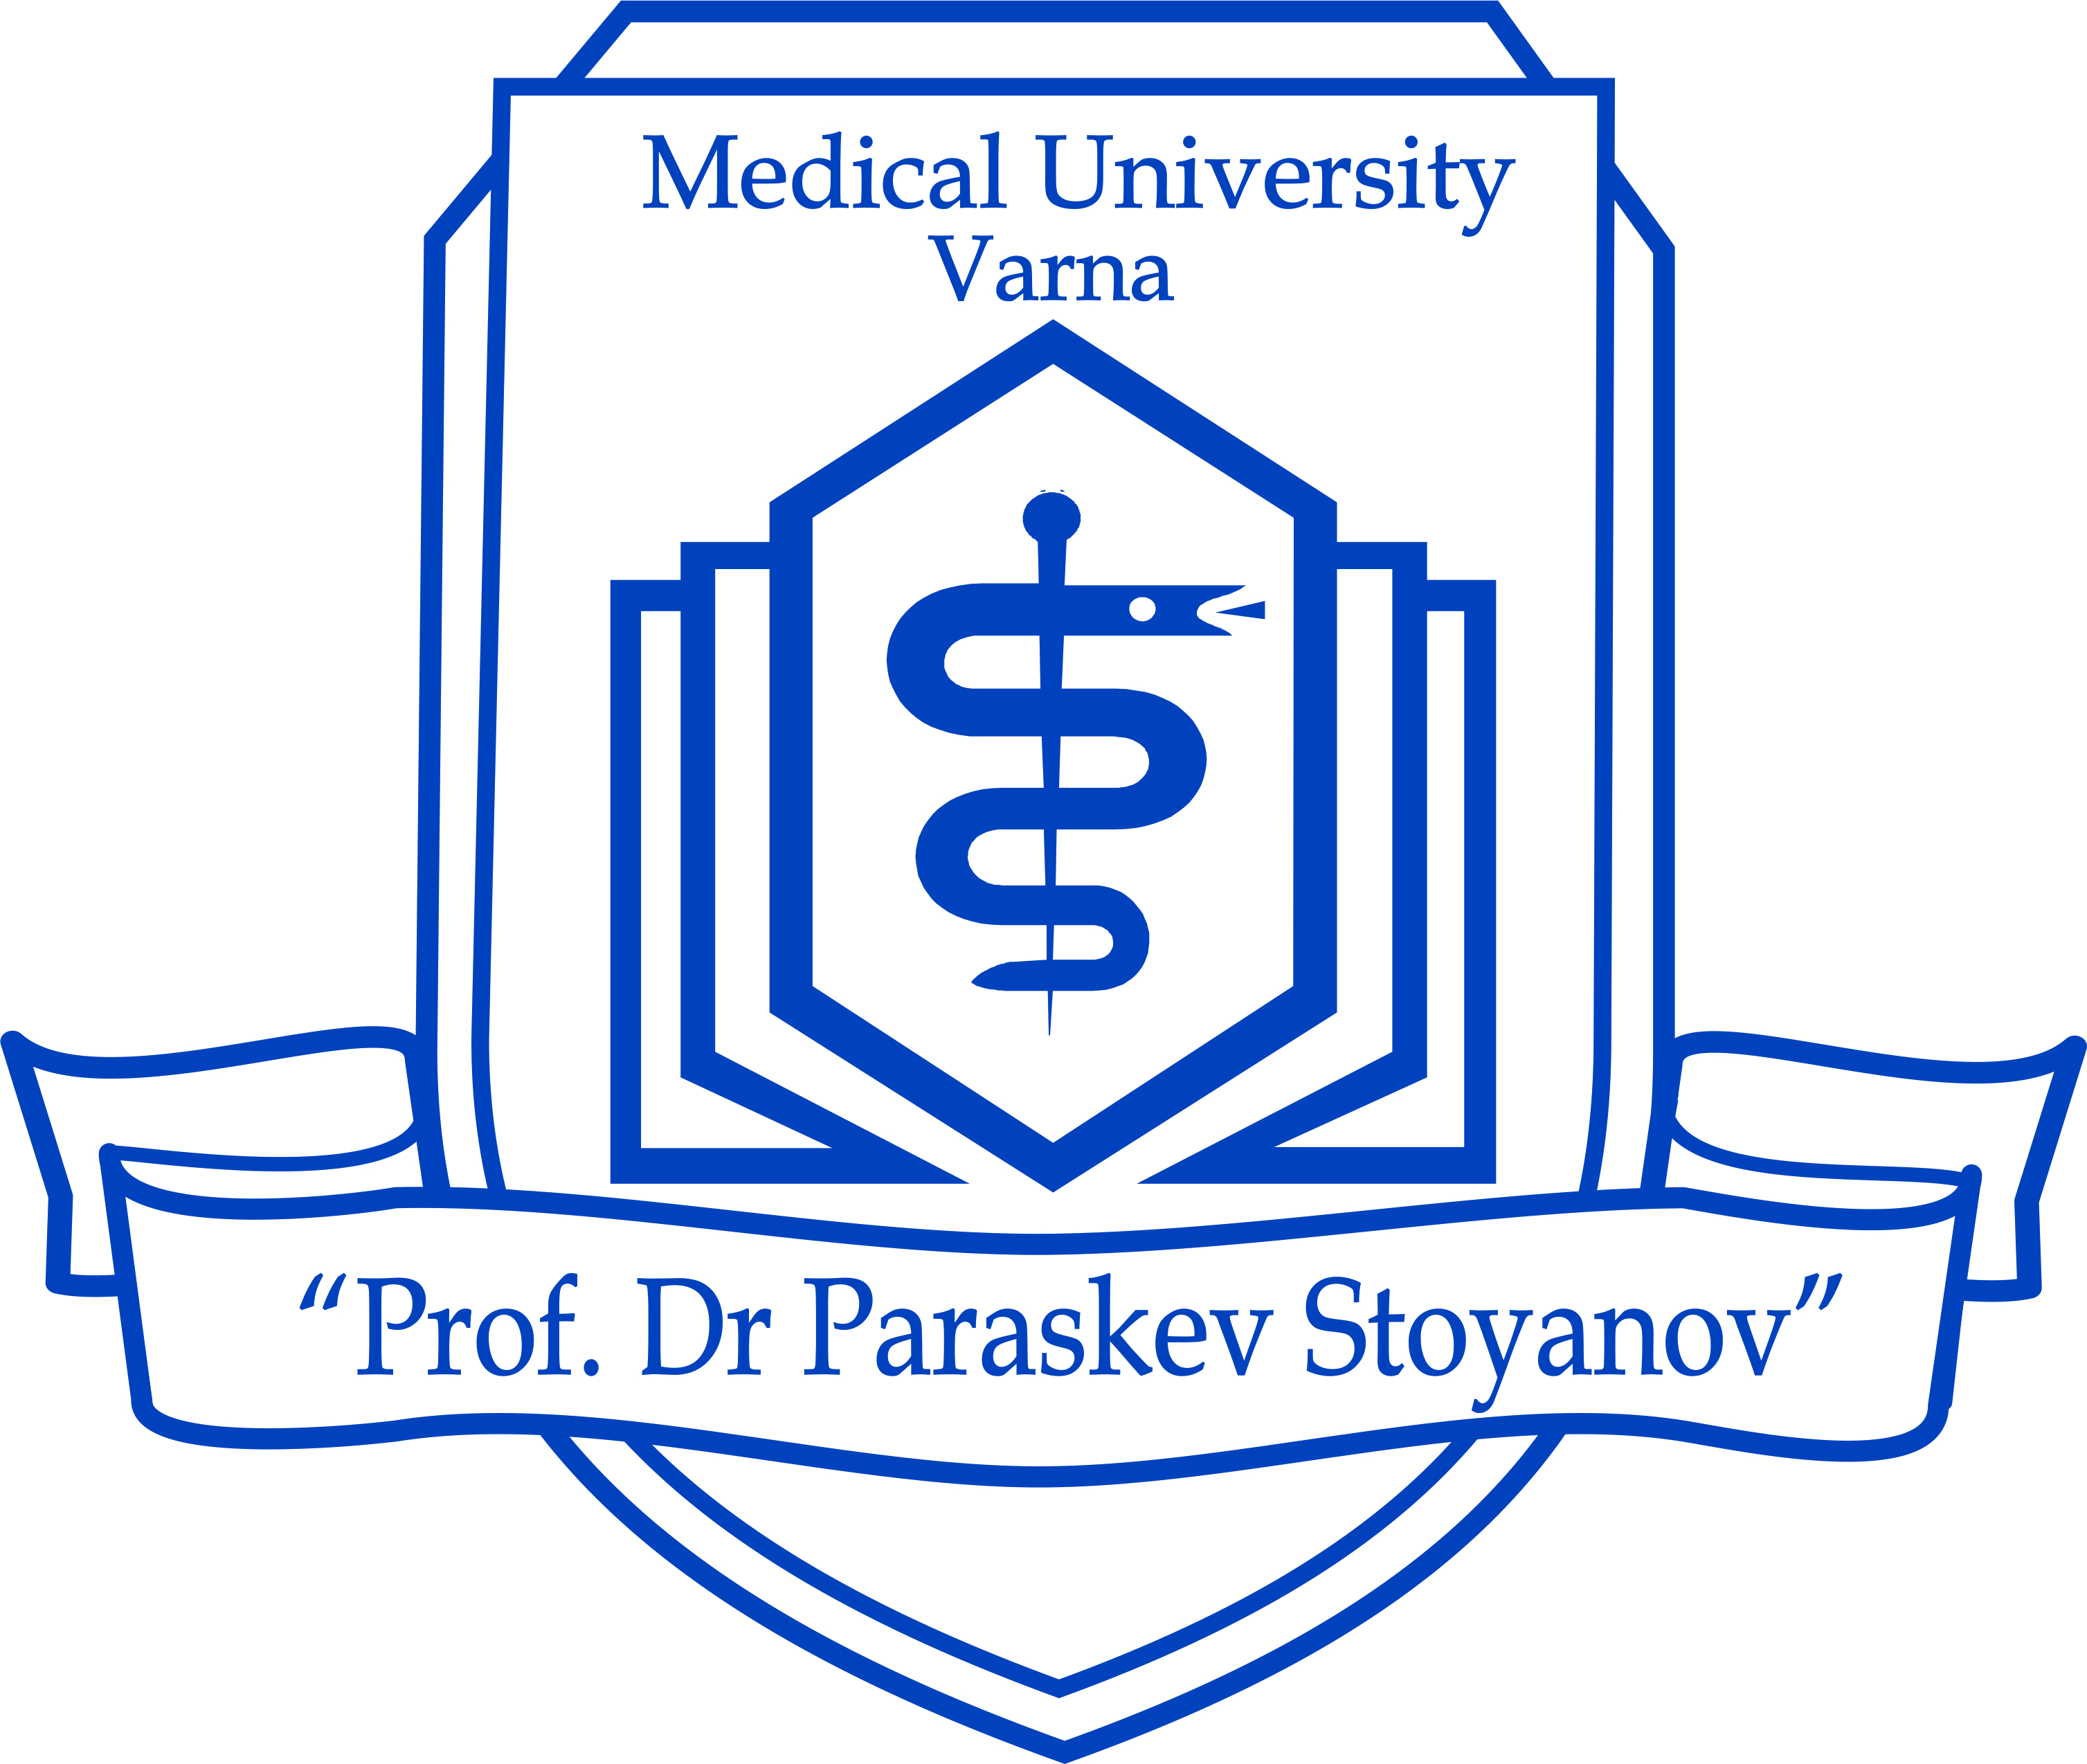 Medical University
Varna
“Prof. Dr Paraskev Stoyanov”